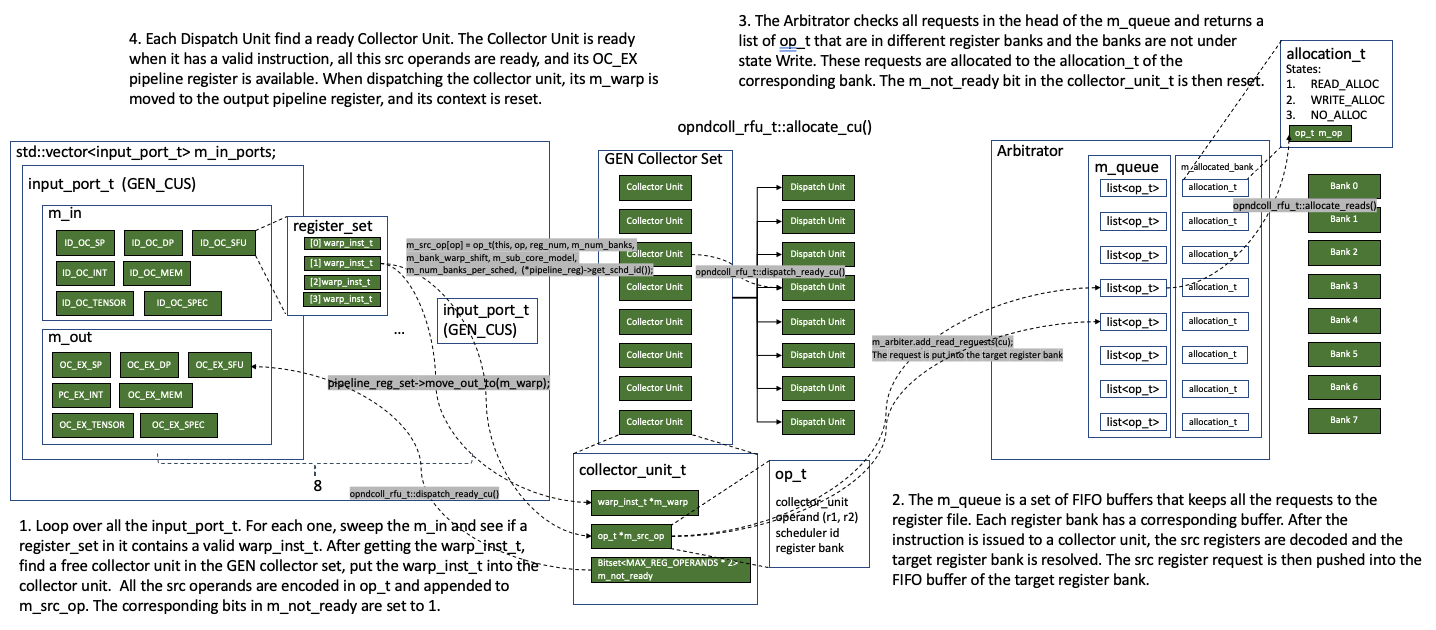 3. The Arbitrator checks all requests in the head of the m_queue and returns a
list of op_t that are in different register banks and the banks are not under
state Write. These requests are allocated to the allocation_t of the
corresponding bank. The m_not_ready bit in the collector_unit_t is then reset.
4. Each Dispatch Unit find a ready Collector Unit. The Collector Unit is ready
when it has a valid instruction, all this src operands are ready, and its OC_EX
pipeline register is available. When dispatching the collector unit, its m_warp is
moved to the output pipeline register, and its context is reset.
allocation_t
States:
1. READ_ALLOC
2. WRITE_ALLOC
3. NO_ALLOC
op_t m_op
opndcoll_rfu_t::allocate_cu()
std::vector<input_port_t> m_in_ports;
input_port_t (GEN_CUS)
m_in
ID_OC_SP
ID_OC_DP
ID_OC_SFU
ID_OC_INT
ID_OC_MEM
ID_OC_TENSOR
ID_OC_SPEC
m_out
OC_EX_SP
OC_EX_DP
OC_EX_SFU
PC_EX_INT
OC_EX_MEM
OC_EX_TENSOR
OC_EX_SPEC
register_set
[0] warp_inst_t
[1] warp_inst_t
[2]warp_inst_t
[3] warp_inst_t
...
input_port_t
(GEN_CUS)
8
m_src_op[op] = op_t(this, op, reg_num, m_num_banks,
m_bank_warp_shift, m_sub_core_model,
m_num_banks_per_sched, (*pipeline_reg)->get_schd_id());
pipeline_reg_set->move_out_to(m_warp);
opndcoll_rfu_t::dispatch_ready_cu()
GEN Collector Set
Collector Unit
Collector Unit
Collector Unit
Collector Unit
Collector Unit
Collector Unit
Collector Unit
Collector Unit
opndcoll_rfu_t::dispatch_ready_cu()
Dispatch Unit
Dispatch Unit
Dispatch Unit
Dispatch Unit
Dispatch Unit
Dispatch Unit
Dispatch Unit
Dispatch Unit
collector_unit_t
warp_inst_t *m_warp
op_t *m_src_op
Bitset<MAX_REG_OPERANDS * 2>
m_not_ready
op_t
collector_unit
operand (r1, r2)
scheduler id
register bank
m_arbiter.add_read_requests(cu);
The request is put into the target register bank
Arbitrator
m_queue
list<op_t>
list<op_t>
list<op_t>
list<op_t>
list<op_t>
list<op_t>
list<op_t>
list<op_t>
m_allocated_bank
allocation_t
allocation_t
allocation_t
allocation_t
allocation_t
allocation_t
allocation_t
allocation_t
opndcoll_rfu_t::allocate_reads()
Bank 0
Bank 1
Bank 2
Bank 3
Bank 4
Bank 5
Bank 6
Bank 7
1. Loop over all the input_port_t. For each one, sweep the m_in and see if a
register_set in it contains a valid warp_inst_t. After getting the warp_inst_t,
find a free collector unit in the GEN collector set, put the warp_inst_t into the
collector unit. All the src operands are encoded in op_t and appended to
m_src_op. The corresponding bits in m_not_ready are set to 1.
2. The m_queue is a set of FIFO buffers that keeps all the requests to the
register file. Each register bank has a corresponding buffer. After the
instruction is issued to a collector unit, the src registers are decoded and the
target register bank is resolved. The src register request is then pushed into the
FIFO buffer of the target register bank.